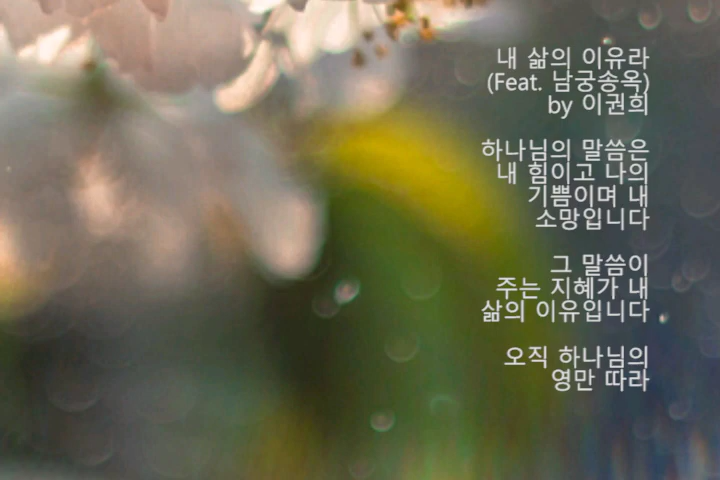 내 삶의 이유라
(Feat. 남궁송옥)
by 이권희
하나님의 말씀은
내 힘이고 나의
기쁨이며 내
소망입니다
그 말씀이
주는 지혜가 내
삶의 이유입니다
오직 하나님의
영만 따라